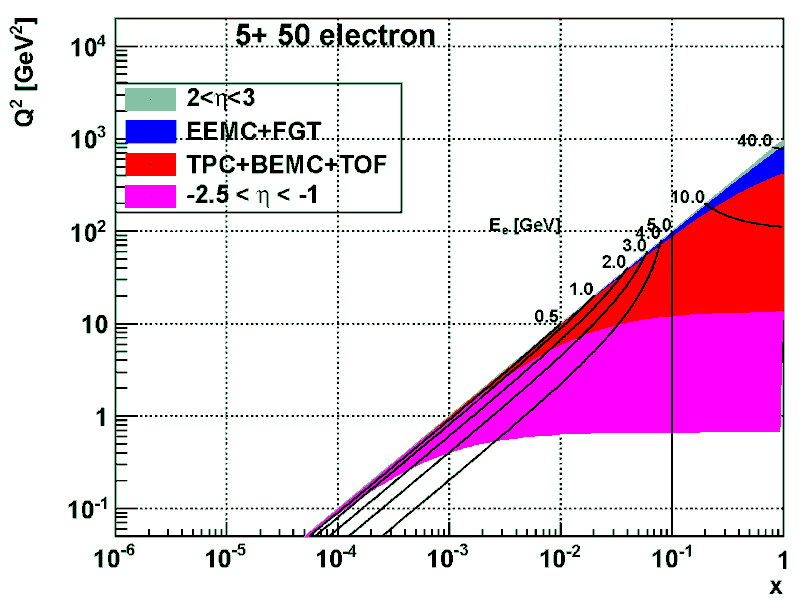 5+ 50 electron
Q² [GeV²]
10⁴
10³
10²
10
1
10⁻¹
2<η<3
EEMC+FGT
TPC+BEMC+TOF
-2.5 < η < -1
40.0
10.0
Eₑ [GeV]
5.0
4.0
3.0
2.0
1.0
0.5
10⁻⁶ 10⁻⁵ 10⁻⁴ 10⁻³ 10⁻² 10⁻¹ 1
x